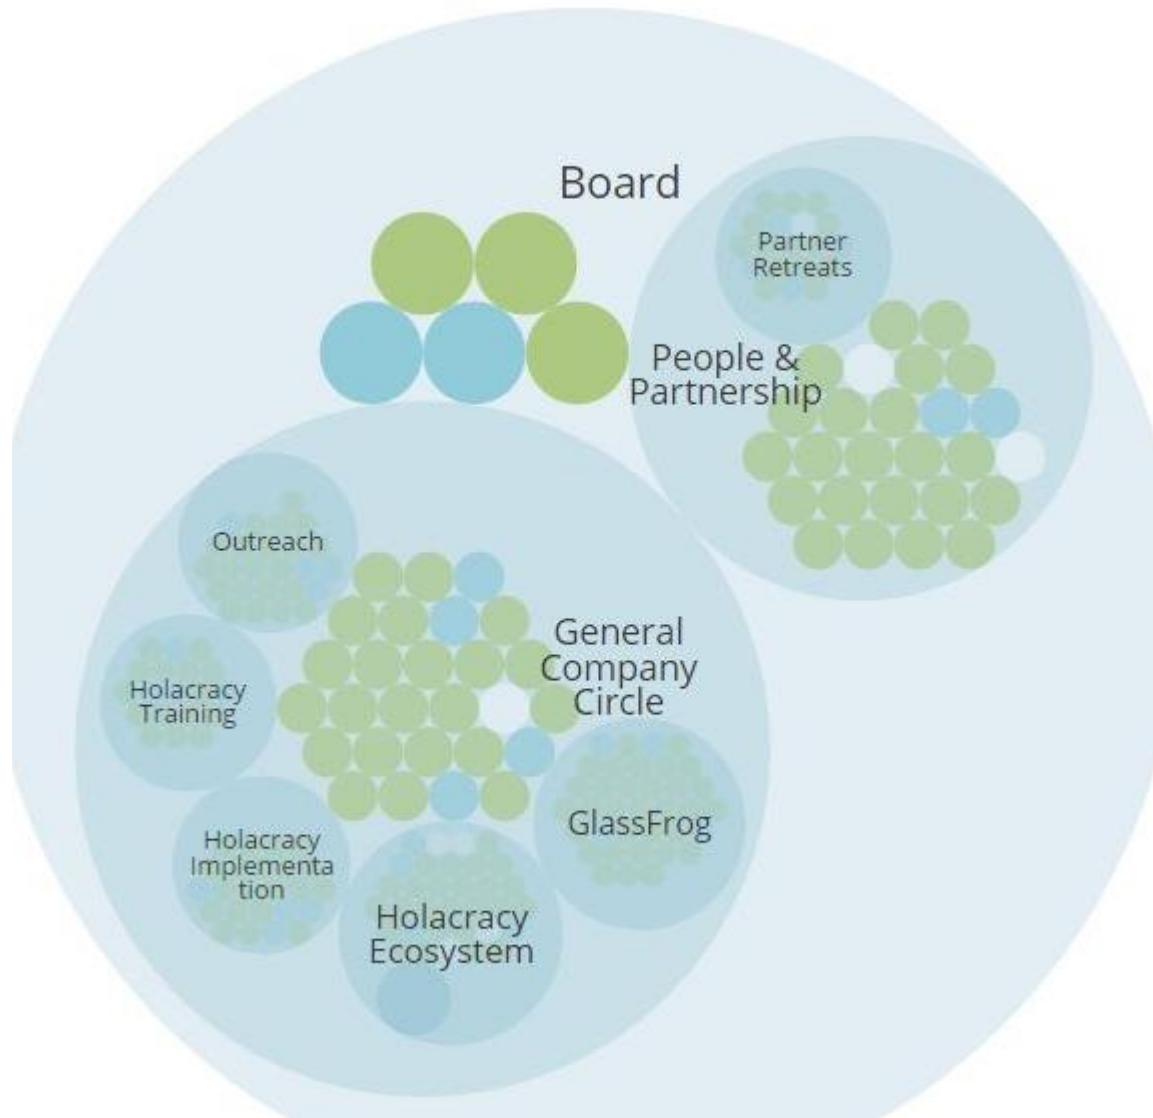 Board
Partner
Retreats
People &
Partnership
Outreach
General
Company
Circle
Holacracy
Training
GlassFrog
Holacracy
Implementa
tion
Holacracy
Ecosystem